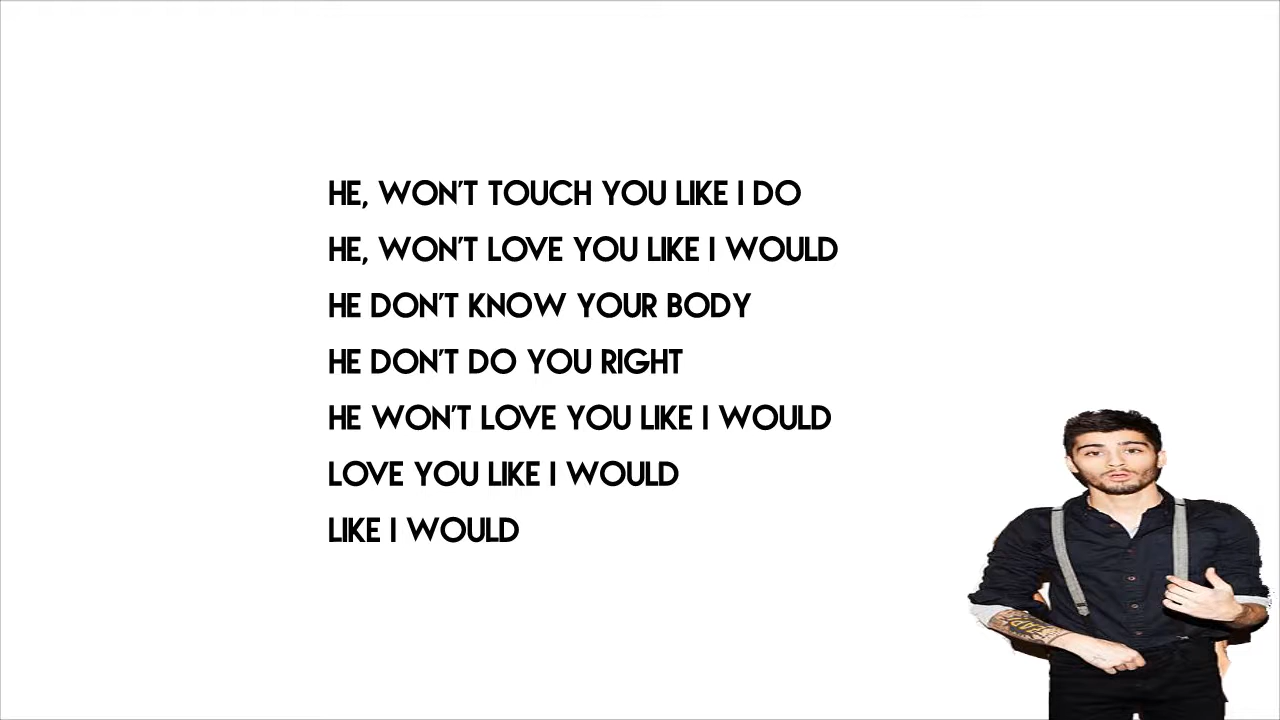 HE, WON'T TOUCH YOU LIKE I DO
HE, WON'T LOVE YOU LIKE I WOULD
HE DON'T KNOW YOUR BODY
HE DON'T DO YOU RIGHT
HE WON'T LOVE YOU LIKE I WOULD
LOVE YOU LIKE I WOULD
LIKE I WOULD